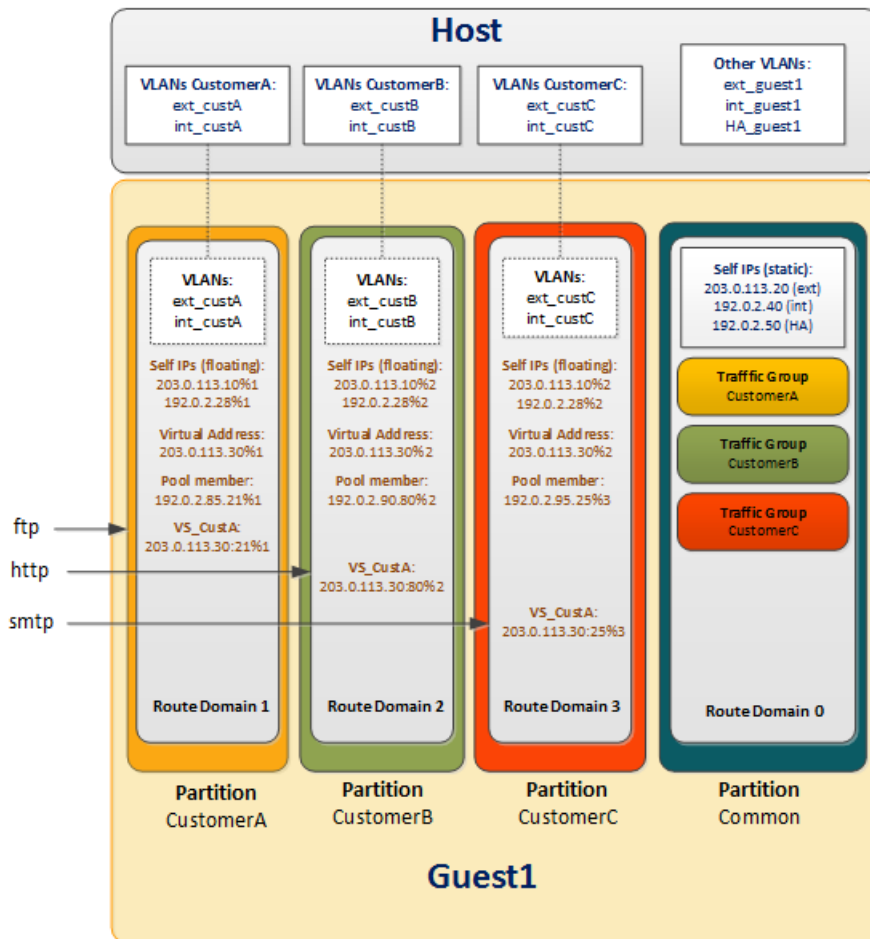 Host
VLANs CustomerA:
ext_custA
int_custA
VLANs CustomerB:
ext_custB
int_custB
VLANs CustomerC:
ext_custC
int_custC
Other VLANs:
ext_guest1
int_guest1
HA_guest1
VLANs:
ext_custA
int_custA
Self IPs (floating):
203.0.113.10%1
192.0.2.28%1
Virtual Address:
203.0.113.30%1
Pool member:
192.0.2.85.21%1
VS_CustA:
203.0.113.30:21%1
Route Domain 1
VLANs:
ext_custB
int_custB
Self IPs (floating):
203.0.113.10%2
192.0.2.28%2
Virtual Address:
203.0.113.30%2
Pool member:
192.0.2.90.80%2
VS_CustA:
203.0.113.30:80%2
Route Domain 2
VLANs:
ext_custC
int_custC
Self IPs (floating):
203.0.113.10%2
192.0.2.28%2
Virtual Address:
203.0.113.30%2
Pool member:
192.0.2.95.25%3
VS_CustA:
203.0.113.30:25%3
Route Domain 3
Self IPs (static):
203.0.113.20 (ext)
192.0.2.40 (int)
192.0.2.50 (HA)
Traffffic Group
CustomerA
Traffic Group
CustomerB
Traffic Group
CustomerC
Route Domain 0
ftp
http
smtp
Partition
CustomerA
Partition
CustomerB
Partition
CustomerC
Partition
Common
Guest1